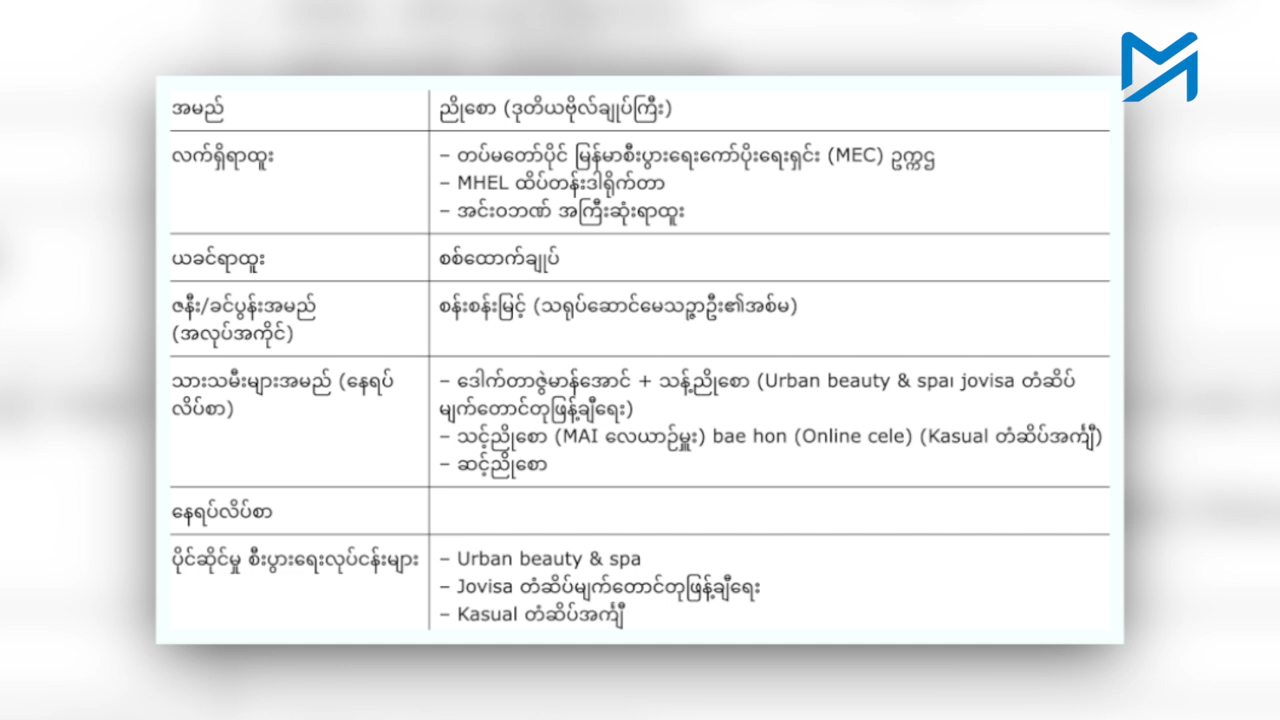 အမည်
ညိုစော (ဒုတိယဗိုလ်ချုပ်ကြီး)
လက်ရှိရာထူး
– တပ်မတော်ပိုင် မြန်မာစီးပွားရေးကော်ပိုးရေးရှင်း (MEC) ဥက္ကဌ
– MHEL ထိပ်တန်းဒါရိုက်တာ
– အင်းဝဘဏ် အကြီးဆုံးရာထူး
ယခင်ရာထူး
စစ်ထောက်ချုပ်
ဇနီး/ခင်ပွန်းအမည်
(အလုပ်အကိုင်)
စန်းစန်းမြင့် (သရုပ်ဆောင်မေသဉ္ဇာဦး၏အစ်မ)
သားသမီးများအမည် (နေရပ်
လိပ်စာ)
– ဒေါက်တာဇွဲမာန်အောင် + သန့်ညိုစော (Urban beauty & spa၊ jovisa တံဆိပ်
မျက်တောင်တုဖြန့်ချီရေး)
– သင့်ညိုစော (MAI လေယာဉ်မှူး) bae hon (Online cele) (Kasual တံဆိပ်အင်္ကျီ)
– ဆင့်ညိုစော
နေရပ်လိပ်စာ
ပိုင်ဆိုင်မှု စီးပွားရေးလုပ်ငန်းများ
– Urban beauty & spa
– Jovisa တံဆိပ်မျက်တောင်တုဖြန့်ချီရေး
– Kasual တံဆိပ်အင်္ကျီ